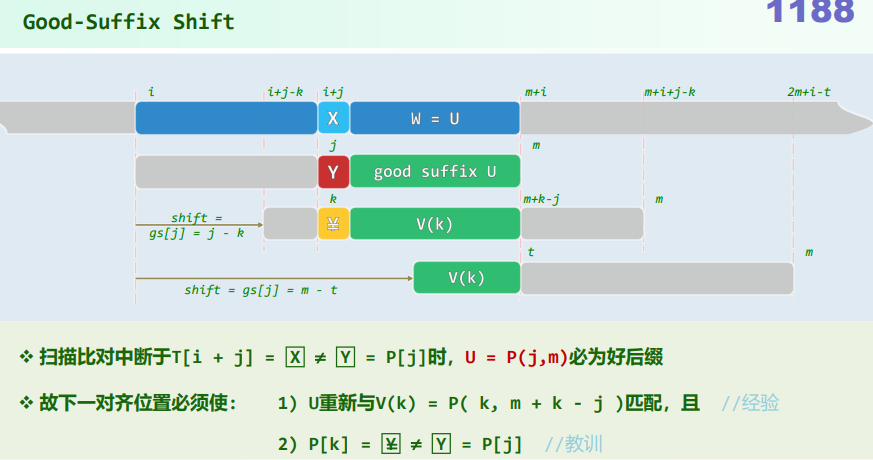 Good-Suffix Shift
1188
i i+j-k i+j m+i m+i+j-k 2m+i-t
X W = U
j m
Y good suffix U
k m+k-j m
shift =
gs[j] = j - k
¥ V(k)
t m
V(k)
shift = gs[j] = m - t
❖ 扫描比对中断于T[i + j] = X ≠ Y = P[j]时，U = P(j,m)必为好后缀
❖ 故下一对齐位置必须使： 1) U重新与V(k) = P( k, m + k - j )匹配，且 //经验
2) P[k] = ¥ ≠ Y = P[j] //教训